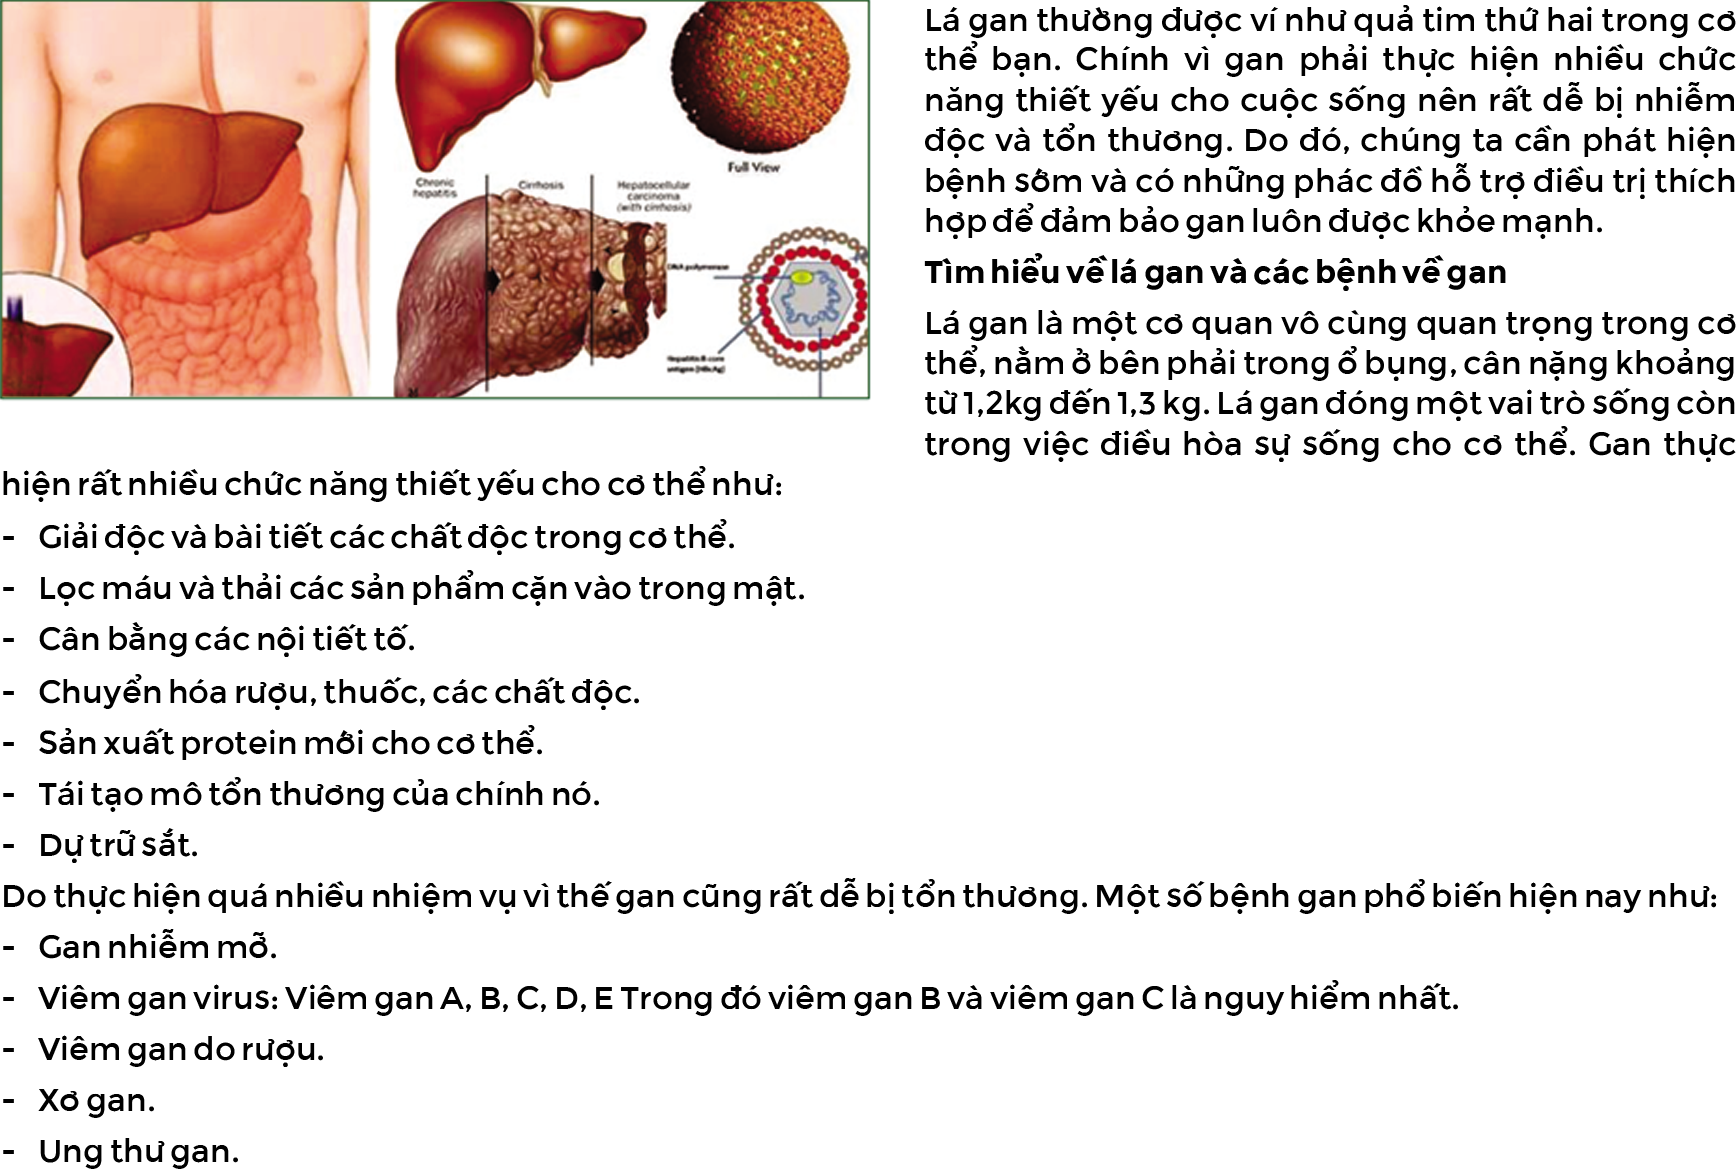 Full View
Chronic
hepatitis
Cirrhosis
Hepatocellular
carcinoma
(with cirrhosis)
DNA polymerase
Hepatitis B core
antigen (HBcAg)
Lá gan thường được ví như quả tim thứ hai trong cơ
thể bạn. Chính vì gan phải thực hiện nhiều chức
năng thiết yếu cho cuộc sống nên rất dễ bị nhiễm
độc và tổn thương. Do đó, chúng ta cần phát hiện
bệnh sớm và có những phác đồ hỗ trợ điều trị thích
hợp để đảm bảo gan luôn được khỏe mạnh.
Tìm hiểu về lá gan và các bệnh về gan
Lá gan là một cơ quan vô cùng quan trọng trong cơ
thể, nằm ở bên phải trong ổ bụng, cân nặng khoảng
từ 1,2kg đến 1,3 kg. Lá gan đóng một vai trò sống còn
trong việc điều hòa sự sống cho cơ thể. Gan thực
hiện rất nhiều chức năng thiết yếu cho cơ thể như:
- Giải độc và bài tiết các chất độc trong cơ thể.
- Lọc máu và thải các sản phẩm cặn vào trong mật.
- Cân bằng các nội tiết tố.
- Chuyển hóa rượu, thuốc, các chất độc.
- Sản xuất protein mới cho cơ thể.
- Tái tạo mô tổn thương của chính nó.
- Dự trữ sắt.
Do thực hiện quá nhiều nhiệm vụ vì thế gan cũng rất dễ bị tổn thương. Một số bệnh gan phổ biến hiện nay như:
- Gan nhiễm mỡ.
- Viêm gan virus: Viêm gan A, B, C, D, E Trong đó viêm gan B và viêm gan C là nguy hiểm nhất.
- Viêm gan do rượu.
- Xơ gan.
- Ung thư gan.